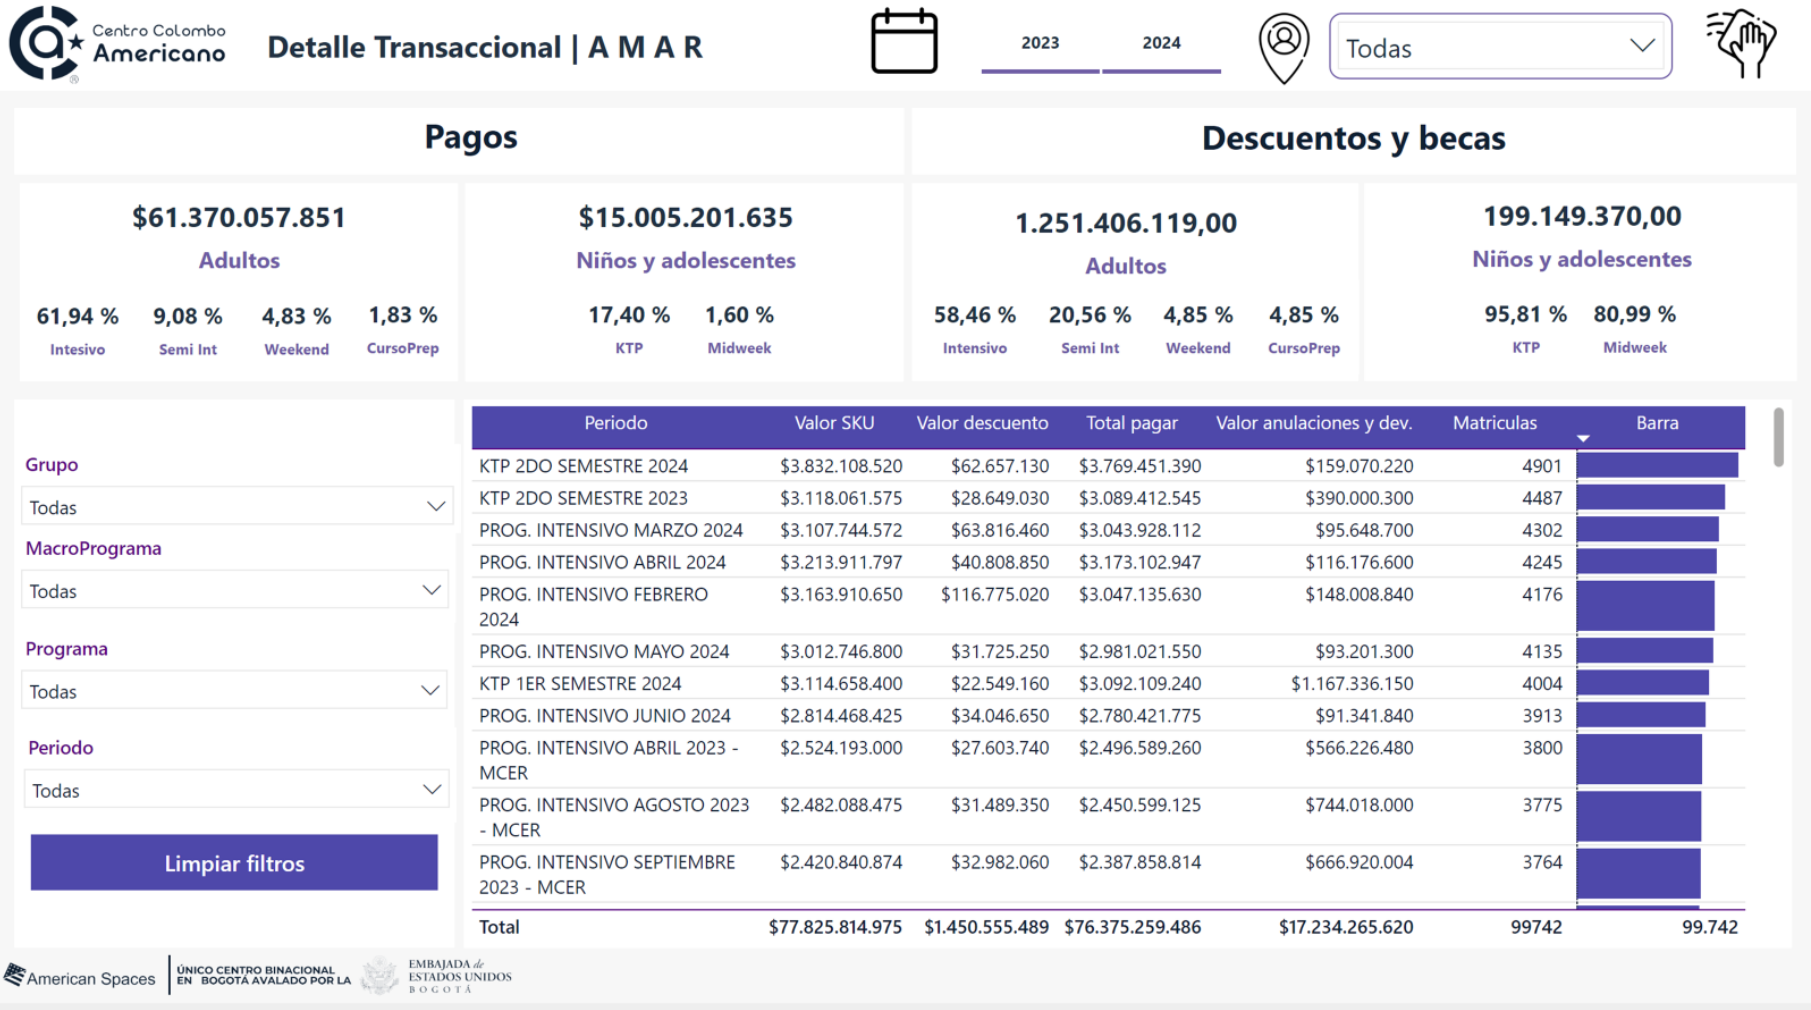 Centro Colombo
Americano
®
Detalle Transaccional | A M A R
2023
2024
Todas
Pagos
Descuentos y becas
$61.370.057.851
Adultos
61,94 % 9,08 % 4,83 % 1,83 %
Intesivo Semi Int Weekend CursoPrep
$15.005.201.635
Niños y adolescentes
17,40 % 1,60 %
KTP Midweek
1.251.406.119,00
Adultos
58,46 % 20,56 % 4,85 % 4,85 %
Intensivo Semi Int Weekend CursoPrep
199.149.370,00
Niños y adolescentes
95,81 % 80,99 %
KTP Midweek
Grupo
Todas
MacroPrograma
Todas
Programa
Todas
Periodo
Todas
Limpiar filtros
Periodo Valor SKU Valor descuento Total pagar Valor anulaciones y dev. Matriculas Barra
KTP 2DO SEMESTRE 2024 $3.832.108.520 $62.657.130 $3.769.451.390 $159.070.220 4901
KTP 2DO SEMESTRE 2023 $3.118.061.575 $28.649.030 $3.089.412.545 $390.000.300 4487
PROG. INTENSIVO MARZO 2024 $3.107.744.572 $63.816.460 $3.043.928.112 $95.648.700 4302
PROG. INTENSIVO ABRIL 2024 $3.213.911.797 $40.808.850 $3.173.102.947 $116.176.600 4245
PROG. INTENSIVO FEBRERO $3.163.910.650 $116.775.020 $3.047.135.630 $148.008.840 4176
2024
PROG. INTENSIVO MAYO 2024 $3.012.746.800 $31.725.250 $2.981.021.550 $93.201.300 4135
KTP 1ER SEMESTRE 2024 $3.114.658.400 $22.549.160 $3.092.109.240 $1.167.336.150 4004
PROG. INTENSIVO JUNIO 2024 $2.814.468.425 $34.046.650 $2.780.421.775 $91.341.840 3913
PROG. INTENSIVO ABRIL 2023 - $2.524.193.000 $27.603.740 $2.496.589.260 $566.226.480 3800
MCER
PROG. INTENSIVO AGOSTO 2023 $2.482.088.475 $31.489.350 $2.450.599.125 $744.018.000 3775
- MCER
PROG. INTENSIVO SEPTIEMBRE $2.420.840.874 $32.982.060 $2.387.858.814 $666.920.004 3764
2023 - MCER
Total $77.825.814.975 $1.450.555.489 $76.375.259.486 $17.234.265.620 99742 99.742
American Spaces
ÚNICO CENTRO BINACIONAL
EN BOGOTÁ AVALADO POR LA
EMBAJADA de
ESTADOS UNIDOS
BOGOTÁ